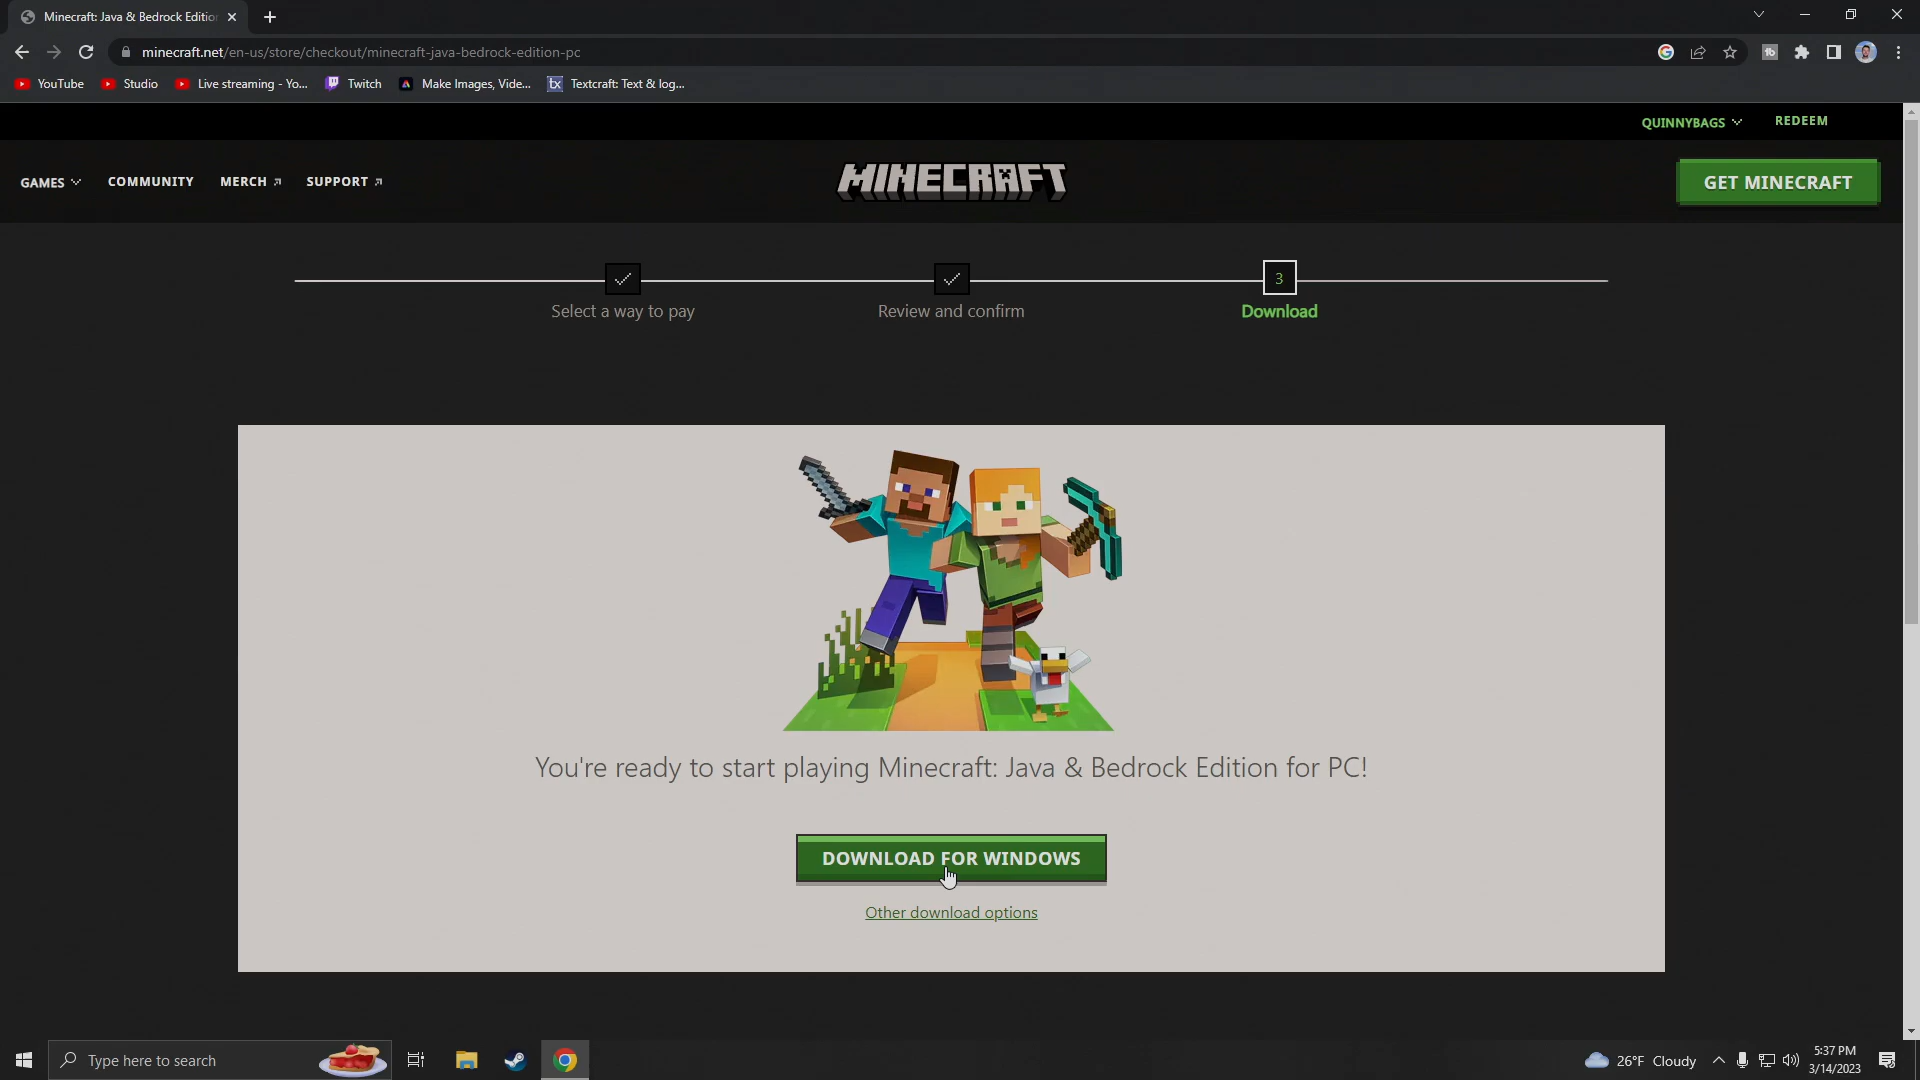 Minecraft: Java & Bedrock Edition
minecraft.net/en-us/store/checkout/minecraft-java-bedrock-edition-pc
YouTube Studio Live streaming - Yo... Twitch Make Images, Vide... Textcraft: Text & log...
QUINNYBAGS REDEEM
GAMES COMMUNITY MERCH SUPPORT MINECRAFT GET MINECRAFT
3
Select a way to pay Review and confirm Download
You're ready to start playing Minecraft: Java & Bedrock Edition for PC!
DOWNLOAD FOR WINDOWS
Other download options
Type here to search 26°F Cloudy 5:37 PM
3/14/2023